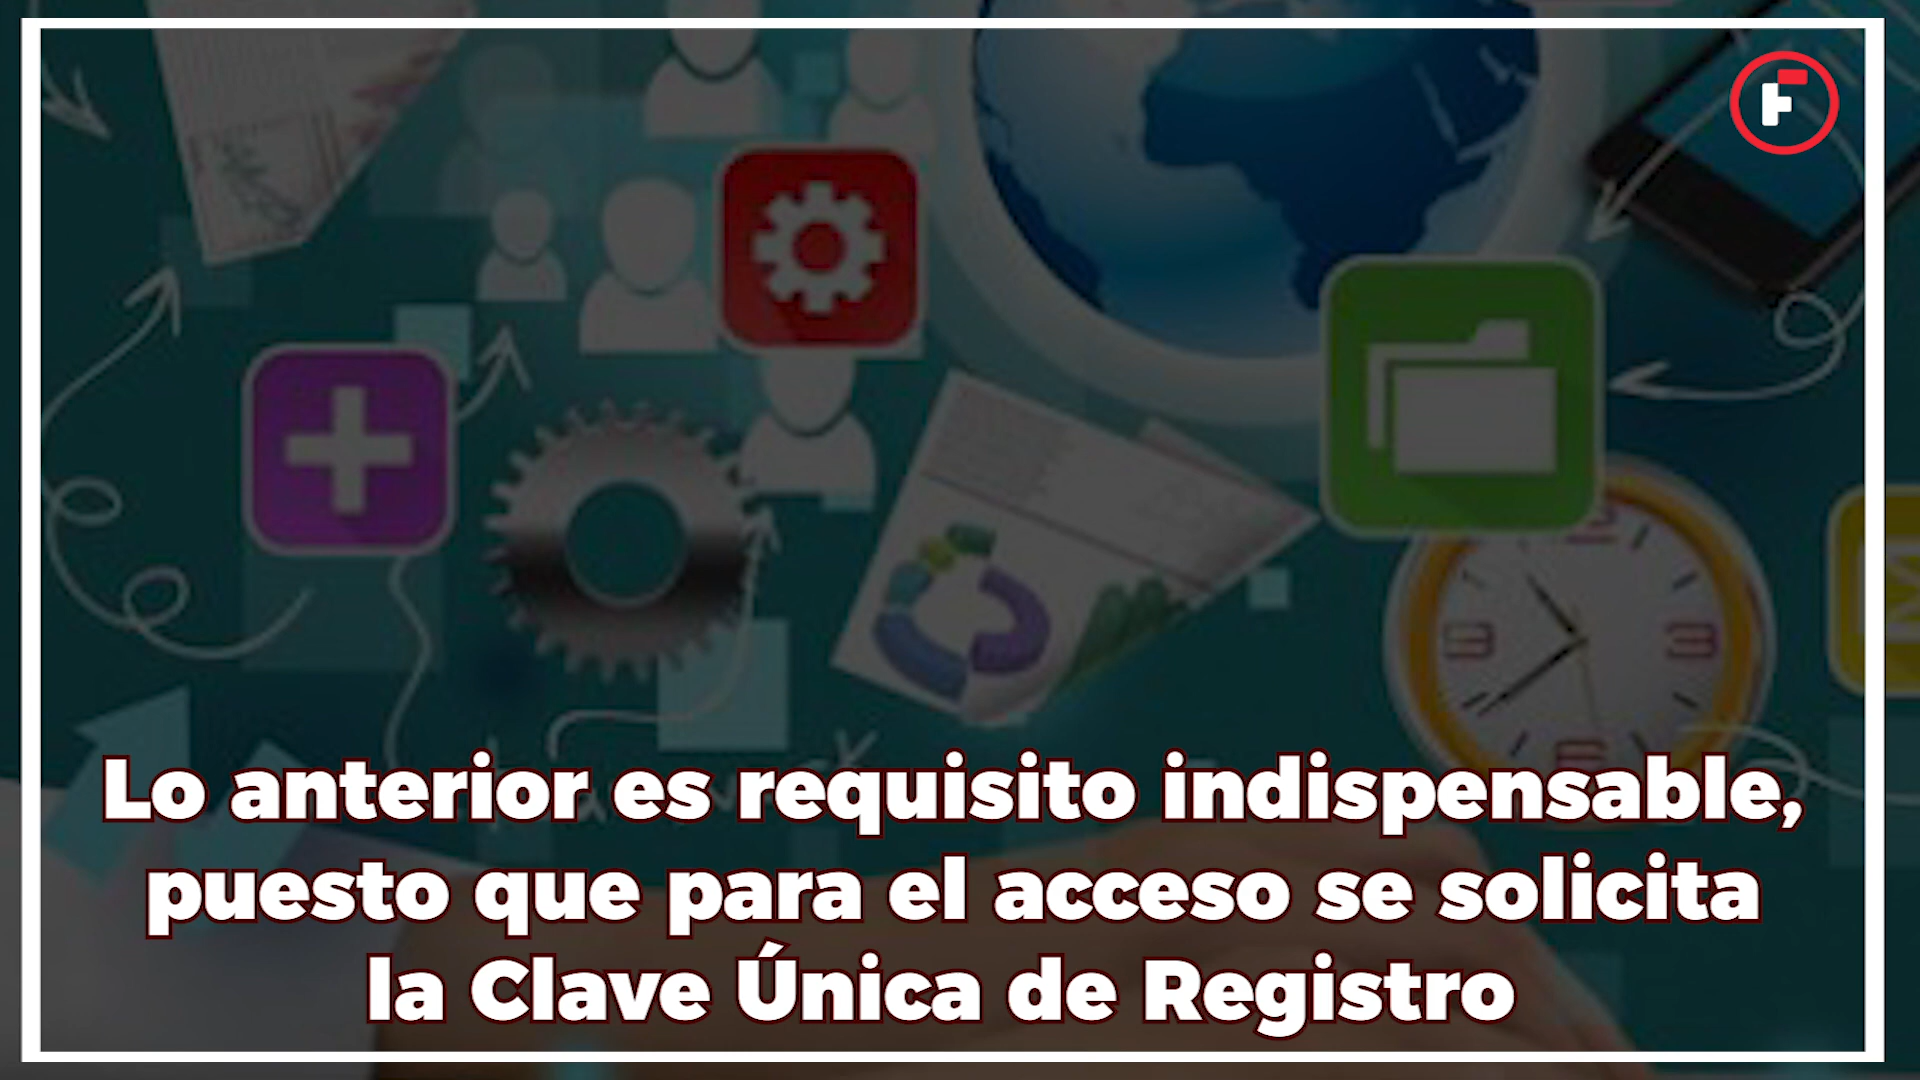 F
Lo anterior es requisito indispensable,
puesto que para el acceso se solicita
la Clave Única de Registro